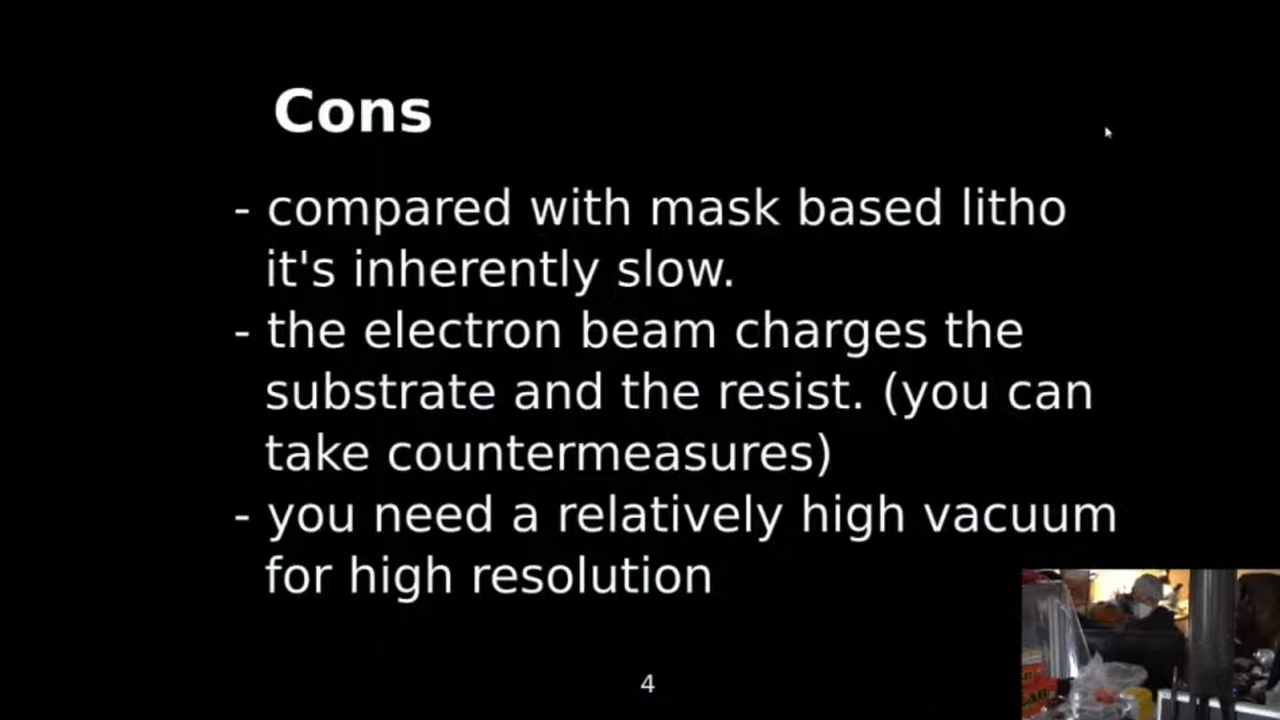 Cons
- compared with mask based litho
it's inherently slow.
- the electron beam charges the
substrate and the resist. (you can
take countermeasures)
- you need a relatively high vacuum
for high resolution
4